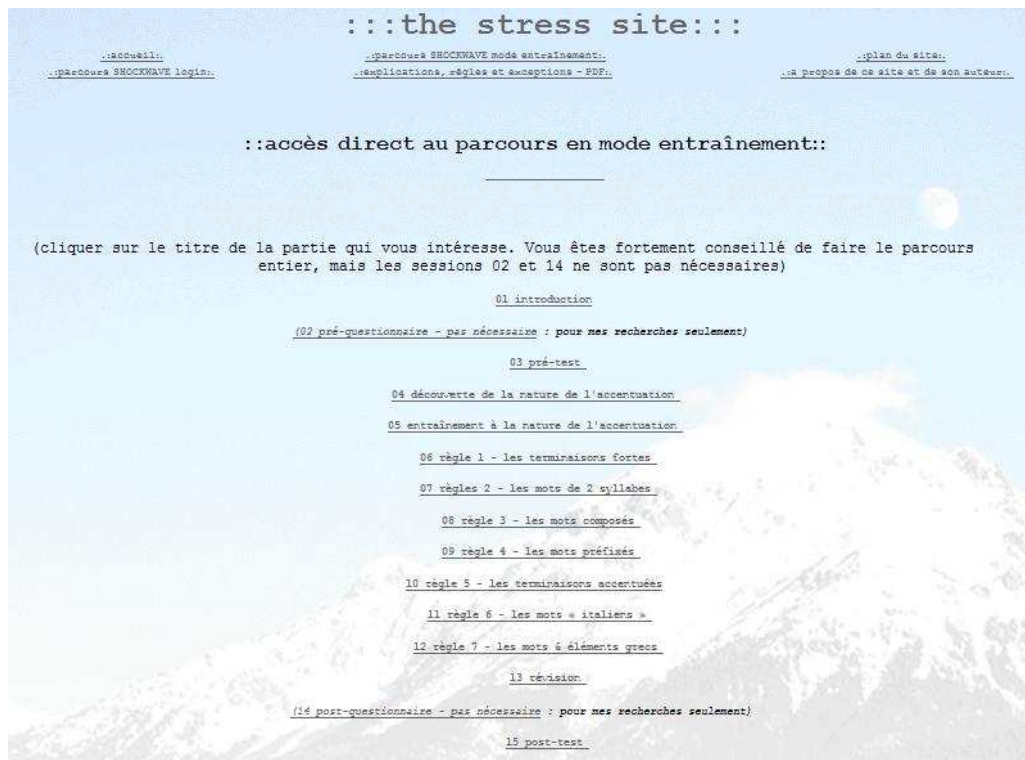 :::the stress site:::
.:accueil:. .:parcours SHOCKWAVE mode entraînement:. .:plan du site:.
.:parcours SHOCKWAVE login:. .:explications, règles et exceptions - PDF:. .:a propos de ce site et de son auteur:.
::accès direct au parcours en mode entraînement::
(cliquer sur le titre de la partie qui vous intéresse. Vous êtes fortement conseillé de faire le parcours
entier, mais les sessions 02 et 14 ne sont pas nécessaires)
01 introduction
(02 pré-questionnaire - pas nécessaire : pour mes recherches seulement)
03 pré-test
04 découverte de la nature de l'accentuation
05 entraînement à la nature de l'accentuation
06 règle 1 - les terminaisons fortes
07 règles 2 - les mots de 2 syllabes
08 règle 3 - les mots composés
09 règle 4 - les mots préfixés
10 règle 5 - les terminaisons accentuées
11 règle 6 - les mots « italiens »
12 règle 7 - les mots à éléments grecs
13 révision
(14 post-questionnaire - pas nécessaire : pour mes recherches seulement)
15 post-test